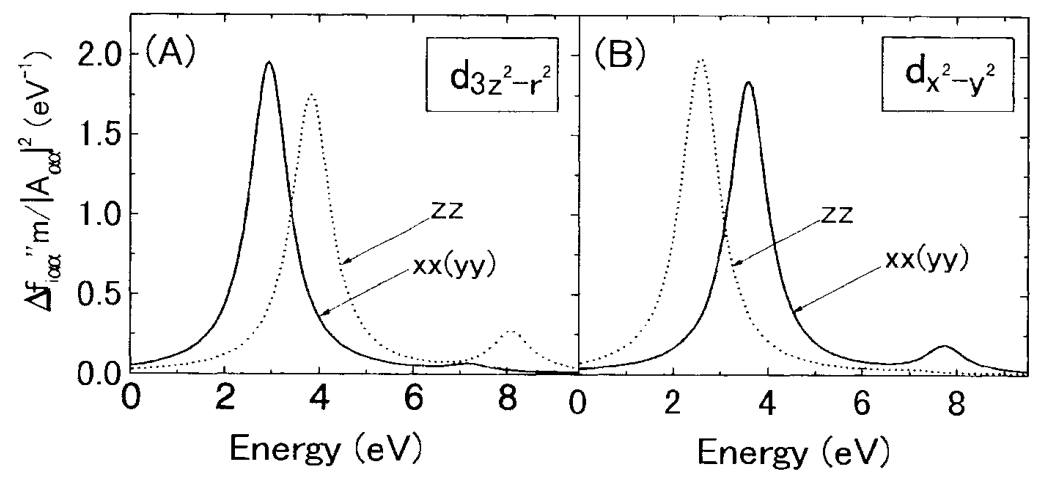 (A)
d3z²−r²
zz
xx(yy)
2.0
1.5
1.0
0.5
0.0
Δfiαα″m/|Aαα|² (eV⁻¹)
0 2 4 6 8
Energy (eV)
(B)
dx²−y²
zz
xx(yy)
0 2 4 6 8
Energy (eV)